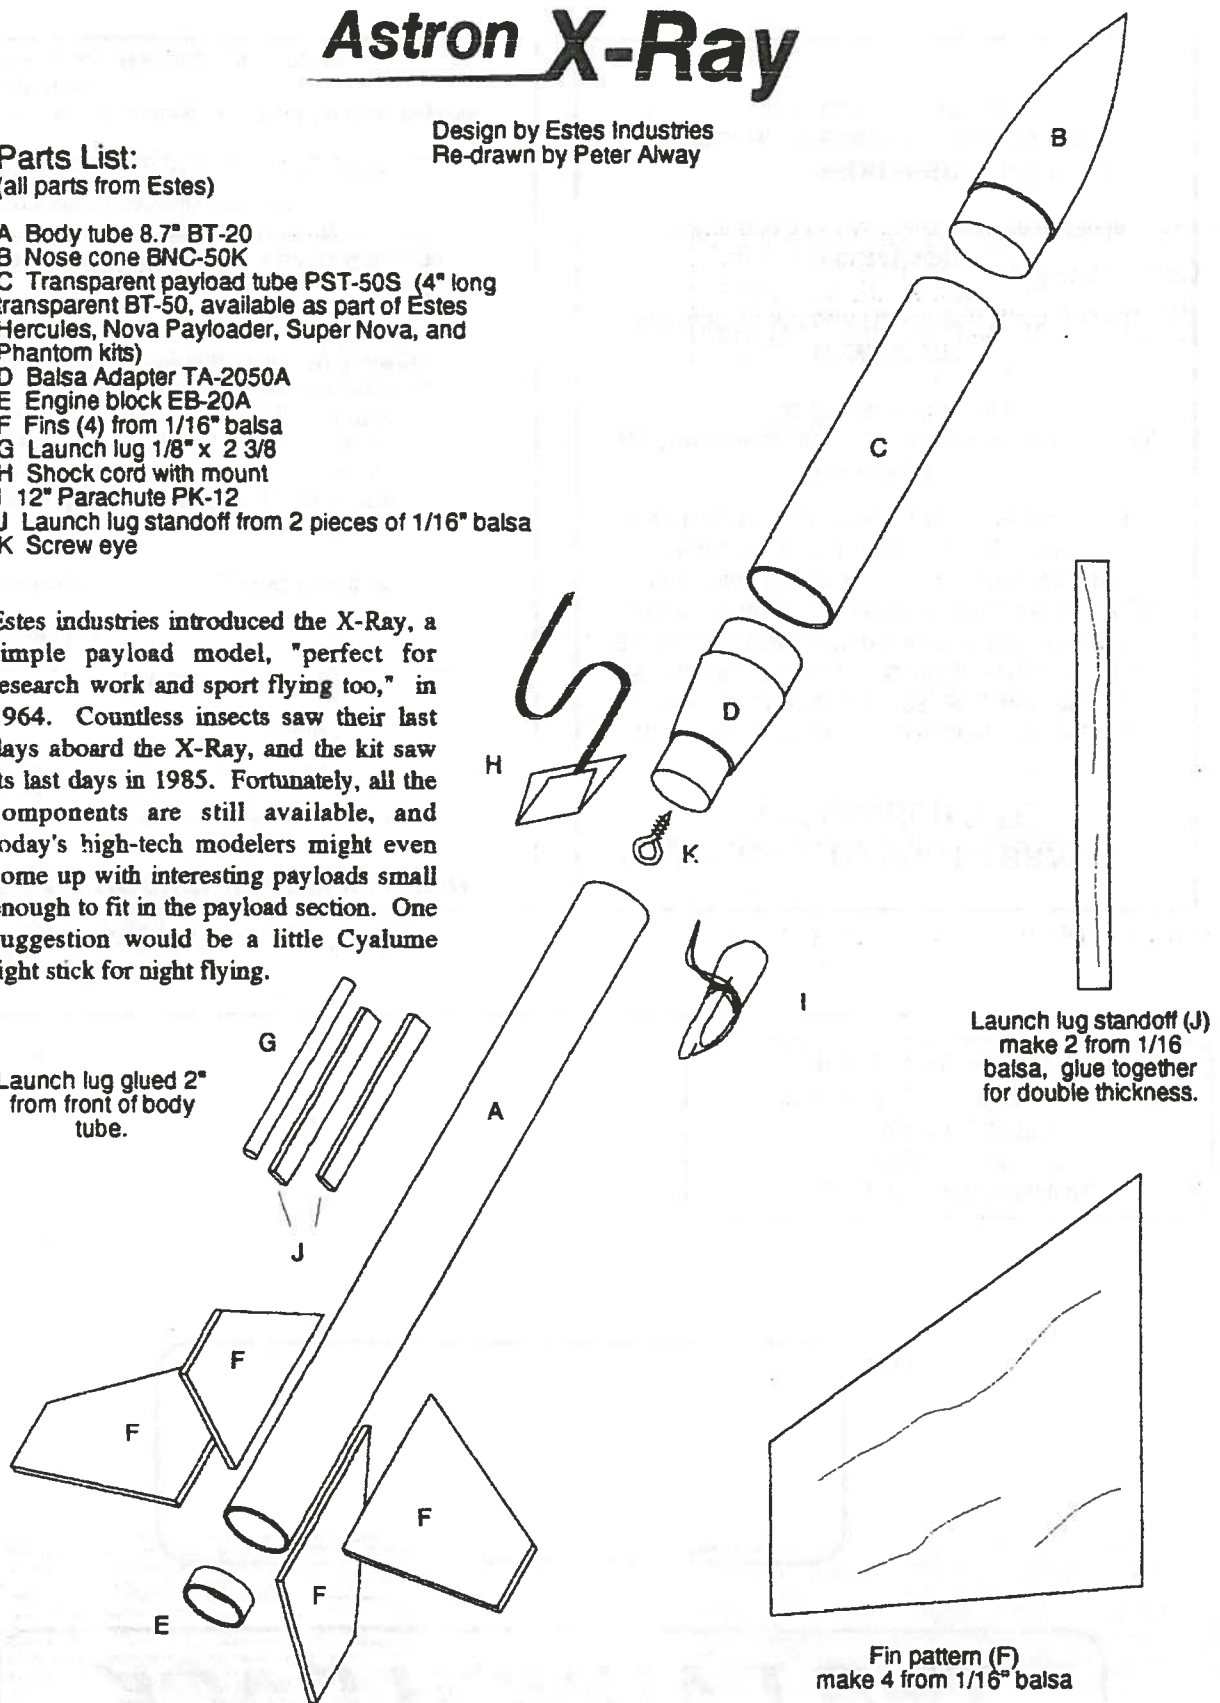 Astron X-Ray
Design by Estes Industries
Re-drawn by Peter Alway
Parts List:
(all parts from Estes)
A Body tube 8.7" BT-20
B Nose cone BNC-50K
C Transparent payload tube PST-50S (4" long
transparent BT-50, available as part of Estes
Hercules, Nova Payloader, Super Nova, and
Phantom kits)
D Balsa Adapter TA-2050A
E Engine block EB-20A
F Fins (4) from 1/16" balsa
G Launch lug 1/8" x 2 3/8
H Shock cord with mount
I 12" Parachute PK-12
J Launch lug standoff from 2 pieces of 1/16" balsa
K Screw eye
Estes industries introduced the X-Ray, a
simple payload model, "perfect for
research work and sport flying too," in
1964. Countless insects saw their last
days aboard the X-Ray, and the kit saw
its last days in 1985. Fortunately, all the
components are still available, and
today's high-tech modelers might even
come up with interesting payloads small
enough to fit in the payload section. One
suggestion would be a little Cyalume
light stick for night flying.
B
C
D
H
K
I
G
A
Launch lug glued 2"
from front of body
tube.
J
Launch lug standoff (J)
make 2 from 1/16
balsa, glue together
for double thickness.
F
F
F
F
E
Fin pattern (F)
make 4 from 1/16" balsa